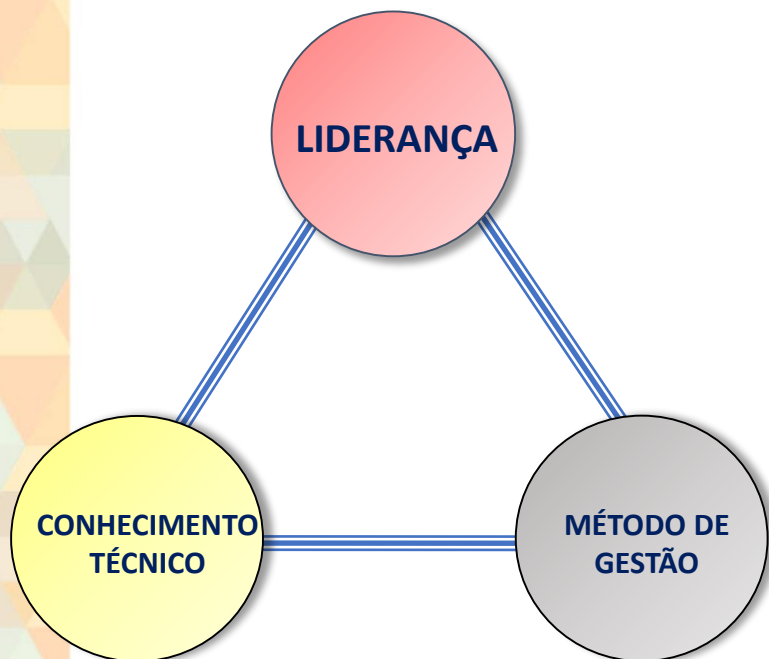 LIDERANÇA
CONHECIMENTO
TÉCNICO
MÉTODO DE
GESTÃO